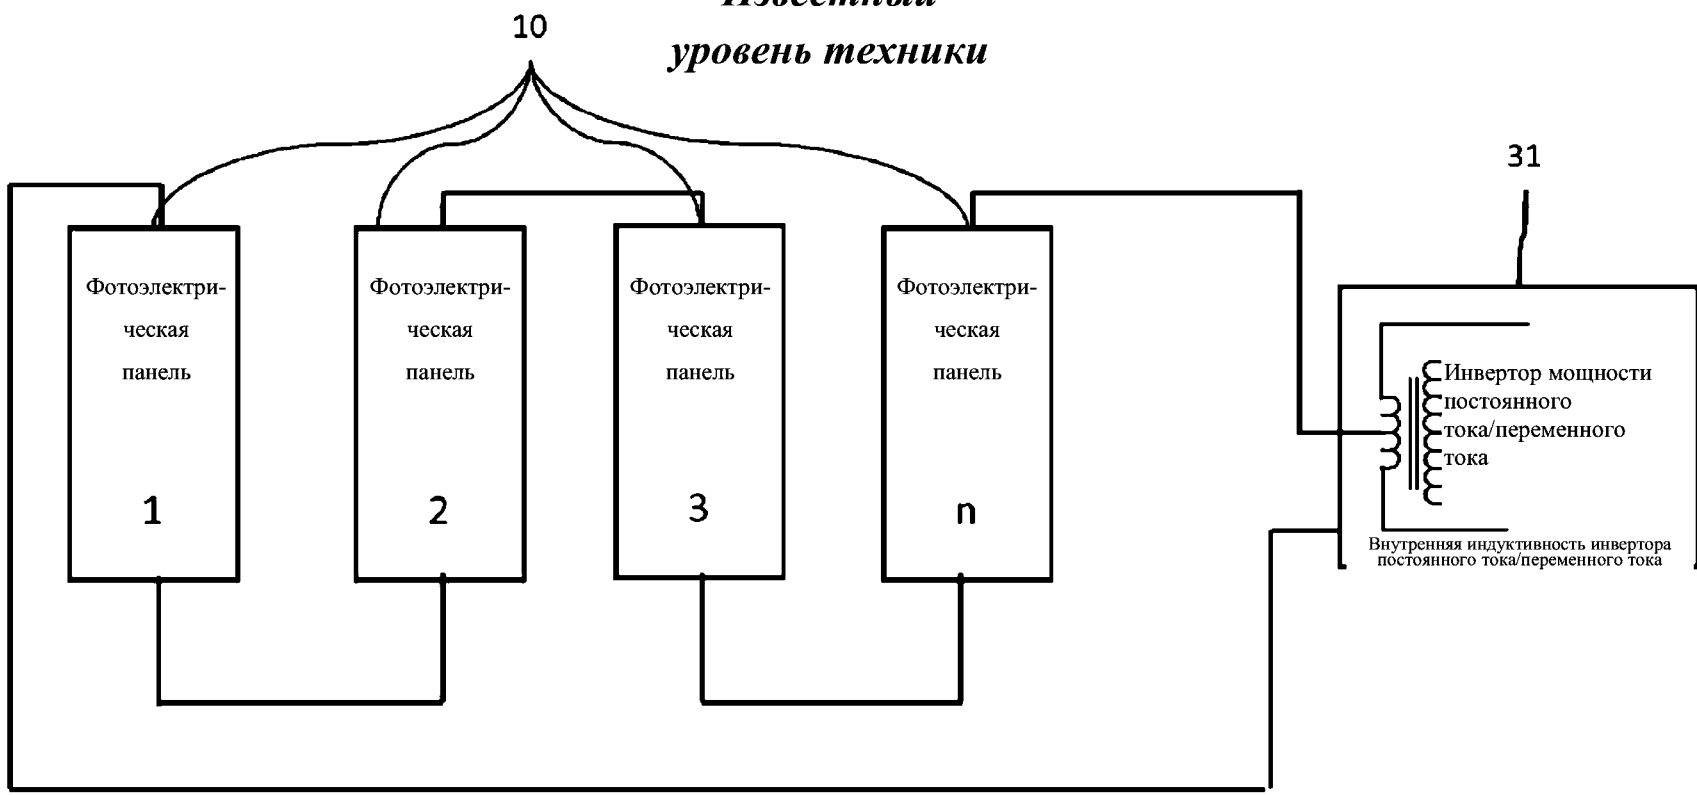 Известный
уровень техники
10
31
Фотоэлектри-
ческая
панель
1
Фотоэлектри-
ческая
панель
2
Фотоэлектри-
ческая
панель
3
Фотоэлектри-
ческая
панель
n
Инвертор мощности
постоянного
тока/переменного
тока
Внутренняя индуктивность инвертора
постоянного тока/переменного тока